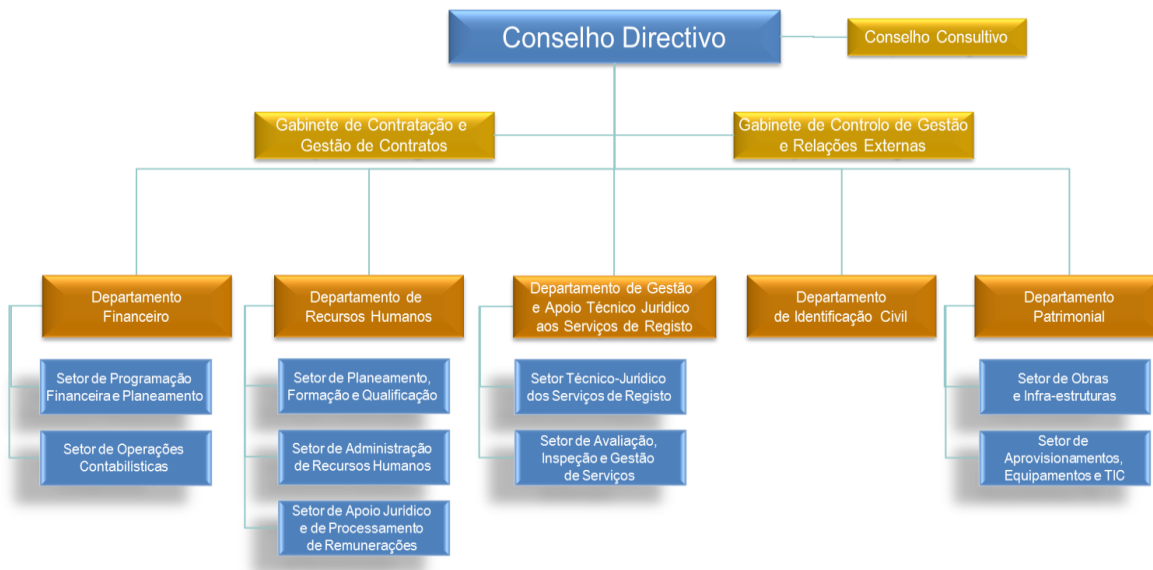 Conselho Directivo
Conselho Consultivo
Gabinete de Contratação e
Gestão de Contratos
Gabinete de Controlo de Gestão
e Relações Externas
Departamento
Financeiro
Departamento de
Recursos Humanos
Departamento de Gestão
e Apoio Técnico Jurídico
aos Serviços de Registo
Departamento
de Identificação Civil
Departamento
Patrimonial
Setor de Programação
Financeira e Planeamento
Setor de Operações
Contabilísticas
Setor de Planeamento,
Formação e Qualificação
Setor de Administração
de Recursos Humanos
Setor de Apoio Jurídico
e de Processamento
de Remunerações
Setor Técnico-Jurídico
dos Serviços de Registo
Setor de Avaliação,
Inspeção e Gestão
de Serviços
Setor de Obras
e Infra-estruturas
Setor de
Aprovisionamentos,
Equipamentos e TIC